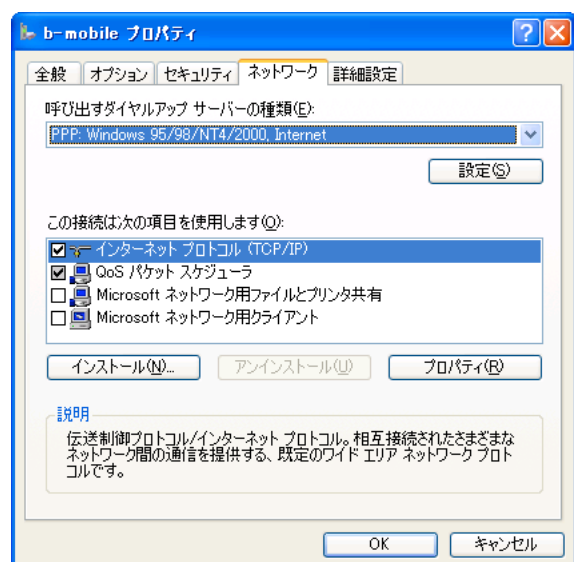 b-mobile プロパティ
全般 オプション セキュリティ ネットワーク 詳細設定
呼び出すダイヤルアップ サーバーの種類(E):
PPP: Windows 95/98/NT4/2000, Internet
設定(S)
この接続は次の項目を使用します(O):
インターネット プロトコル (TCP/IP)
QoS パケット スケジューラ
Microsoft ネットワーク用ファイルとプリンタ共有
Microsoft ネットワーク用クライアント
インストール(N)... アンインストール(U) プロパティ(R)
説明
伝送制御プロトコル/インターネット プロトコル。相互接続されたさまざまな
ネットワーク間の通信を提供する、既定のワイド エリア ネットワーク プロト
コルです。
OK キャンセル